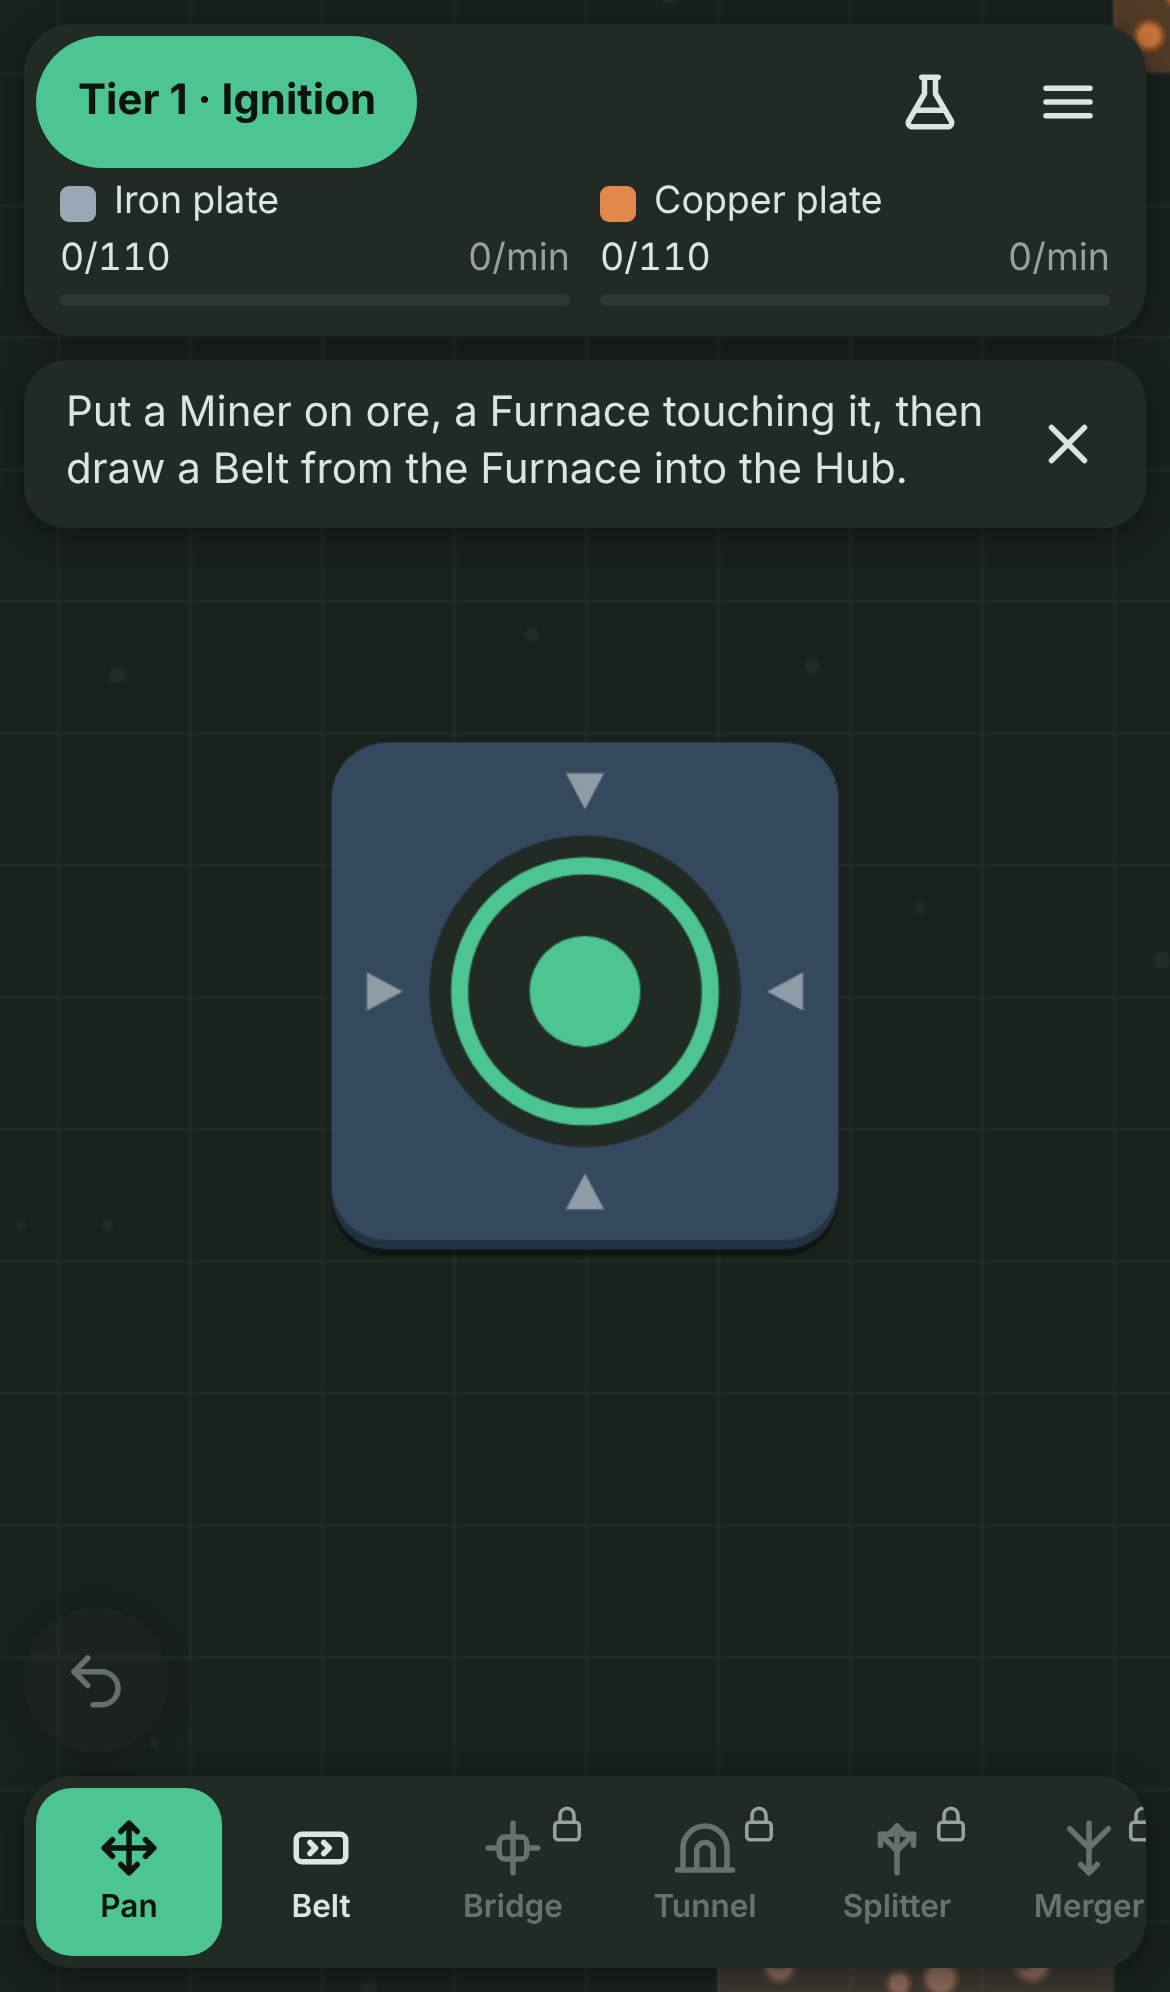 Tier 1 · Ignition
Iron plate
0/110 0/min
Copper plate
0/110 0/min
Put a Miner on ore, a Furnace touching it, then
draw a Belt from the Furnace into the Hub.
Pan
Belt
Bridge
Tunnel
Splitter
Merger